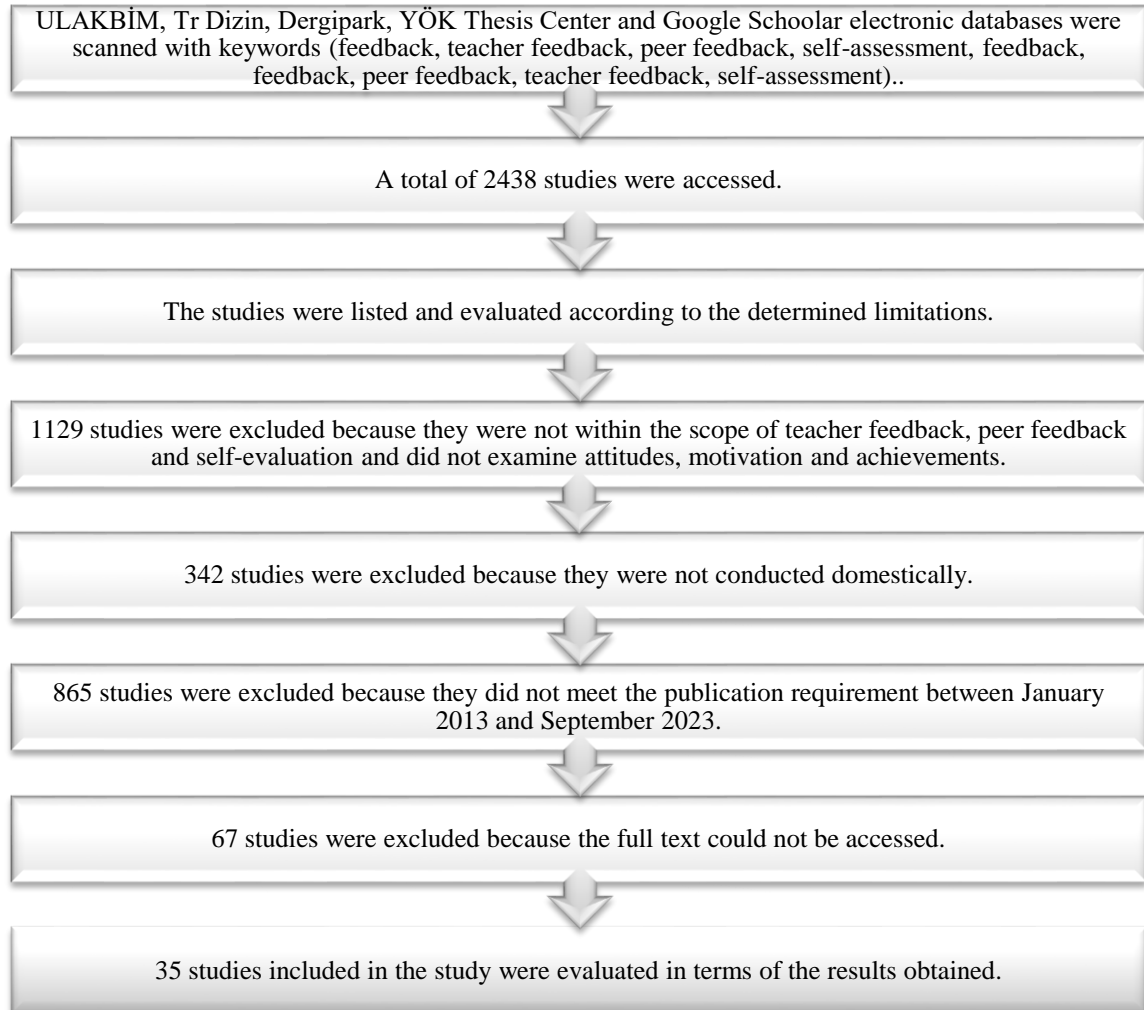 ULAKBİM, Tr Dizin, Dergipark, YÖK Thesis Center and Google Schoolar electronic databases were
scanned with keywords (feedback, teacher feedback, peer feedback, self-assessment, feedback,
feedback, peer feedback, teacher feedback, self-assessment)..
A total of 2438 studies were accessed.
The studies were listed and evaluated according to the determined limitations.
1129 studies were excluded because they were not within the scope of teacher feedback, peer feedback
and self-evaluation and did not examine attitudes, motivation and achievements.
342 studies were excluded because they were not conducted domestically.
865 studies were excluded because they did not meet the publication requirement between January
2013 and September 2023.
67 studies were excluded because the full text could not be accessed.
35 studies included in the study were evaluated in terms of the results obtained.